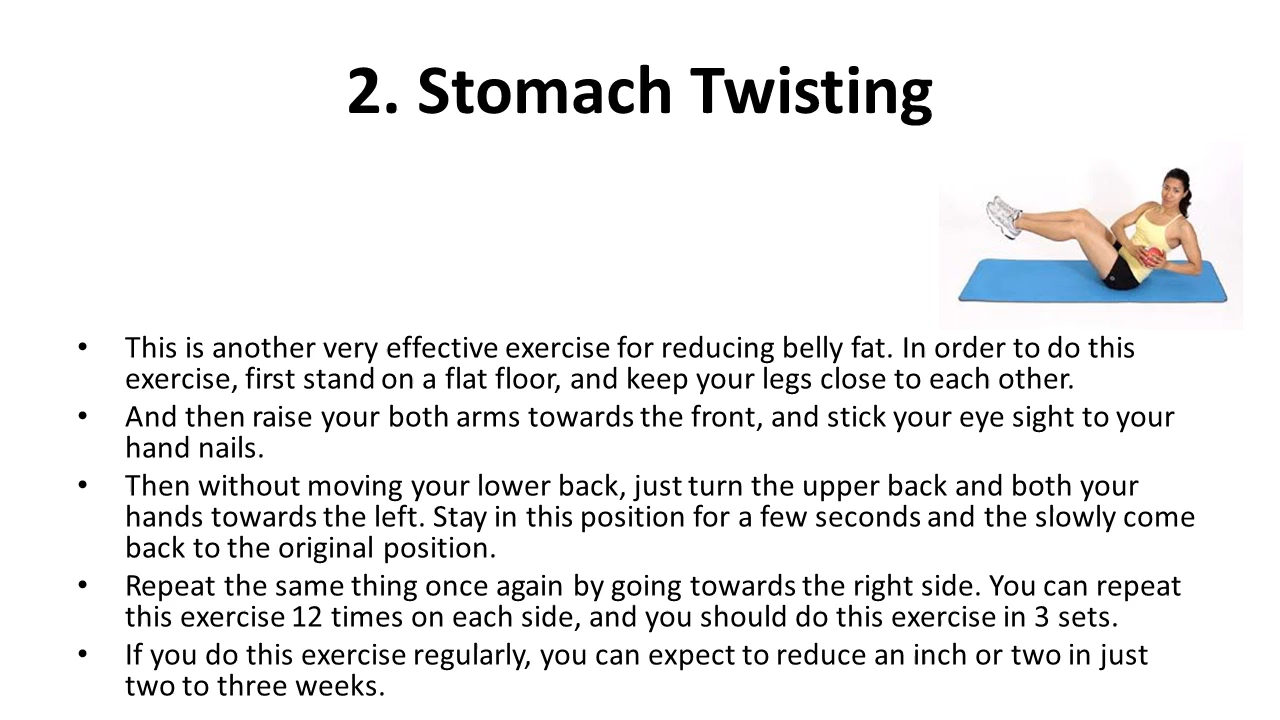 2. Stomach Twisting
• This is another very effective exercise for reducing belly fat. In order to do this
exercise, first stand on a flat floor, and keep your legs close to each other.
• And then raise your both arms towards the front, and stick your eye sight to your
hand nails.
• Then without moving your lower back, just turn the upper back and both your
hands towards the left. Stay in this position for a few seconds and the slowly come
back to the original position.
• Repeat the same thing once again by going towards the right side. You can repeat
this exercise 12 times on each side, and you should do this exercise in 3 sets.
• If you do this exercise regularly, you can expect to reduce an inch or two in just
two to three weeks.